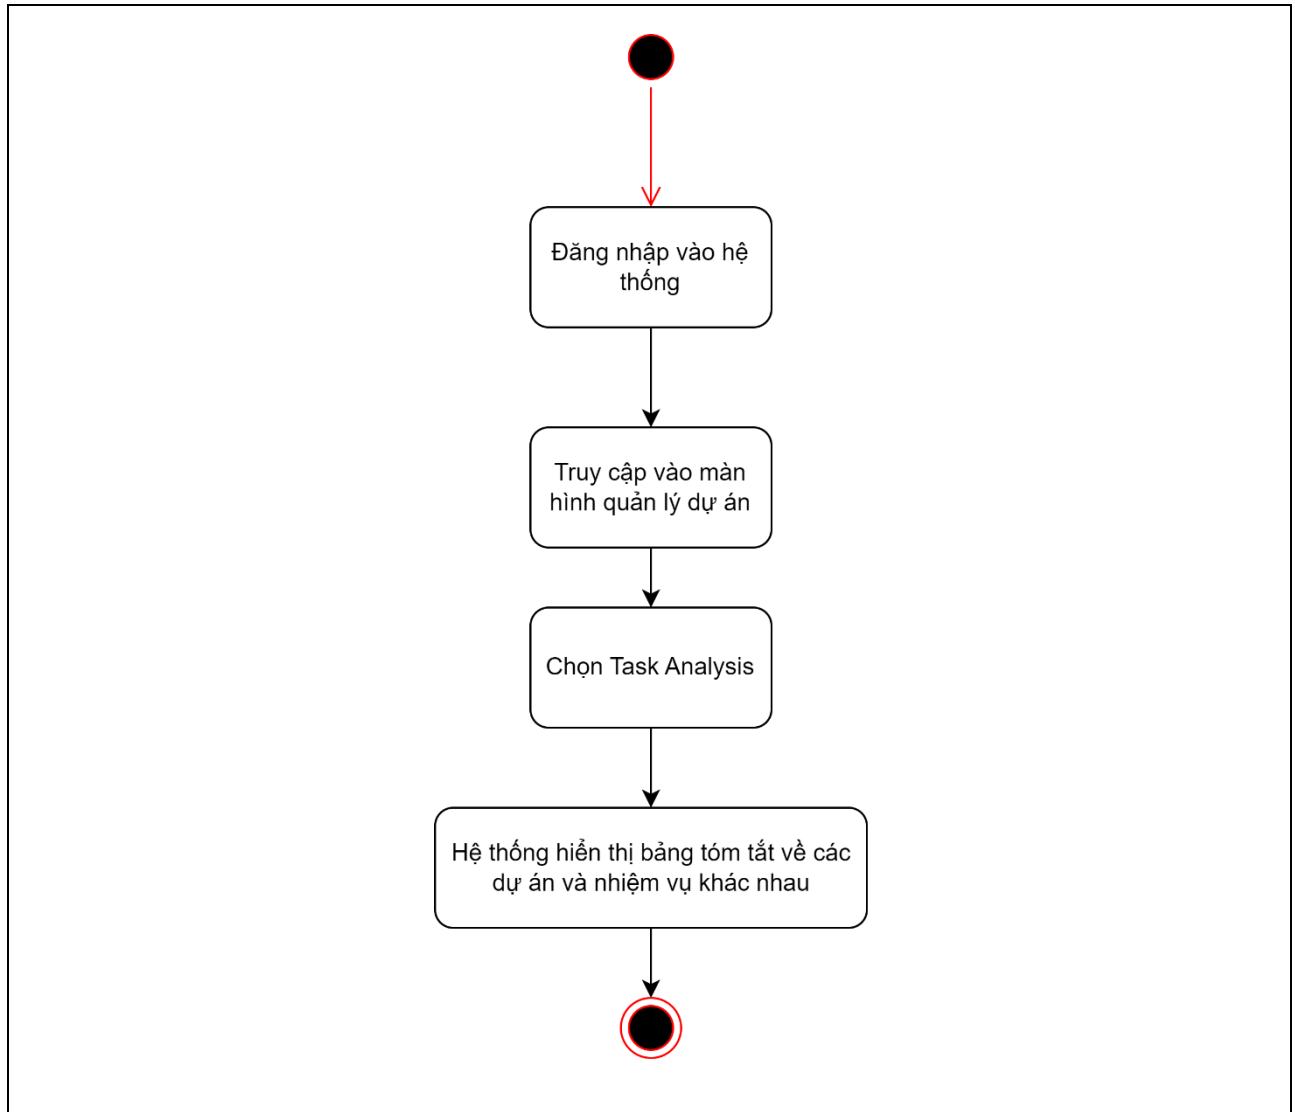 Đăng nhập vào hệ
thống
Truy cập vào màn
hình quản lý dự án
Chọn Task Analysis
Hệ thống hiển thị bảng tóm tắt về các
dự án và nhiệm vụ khác nhau